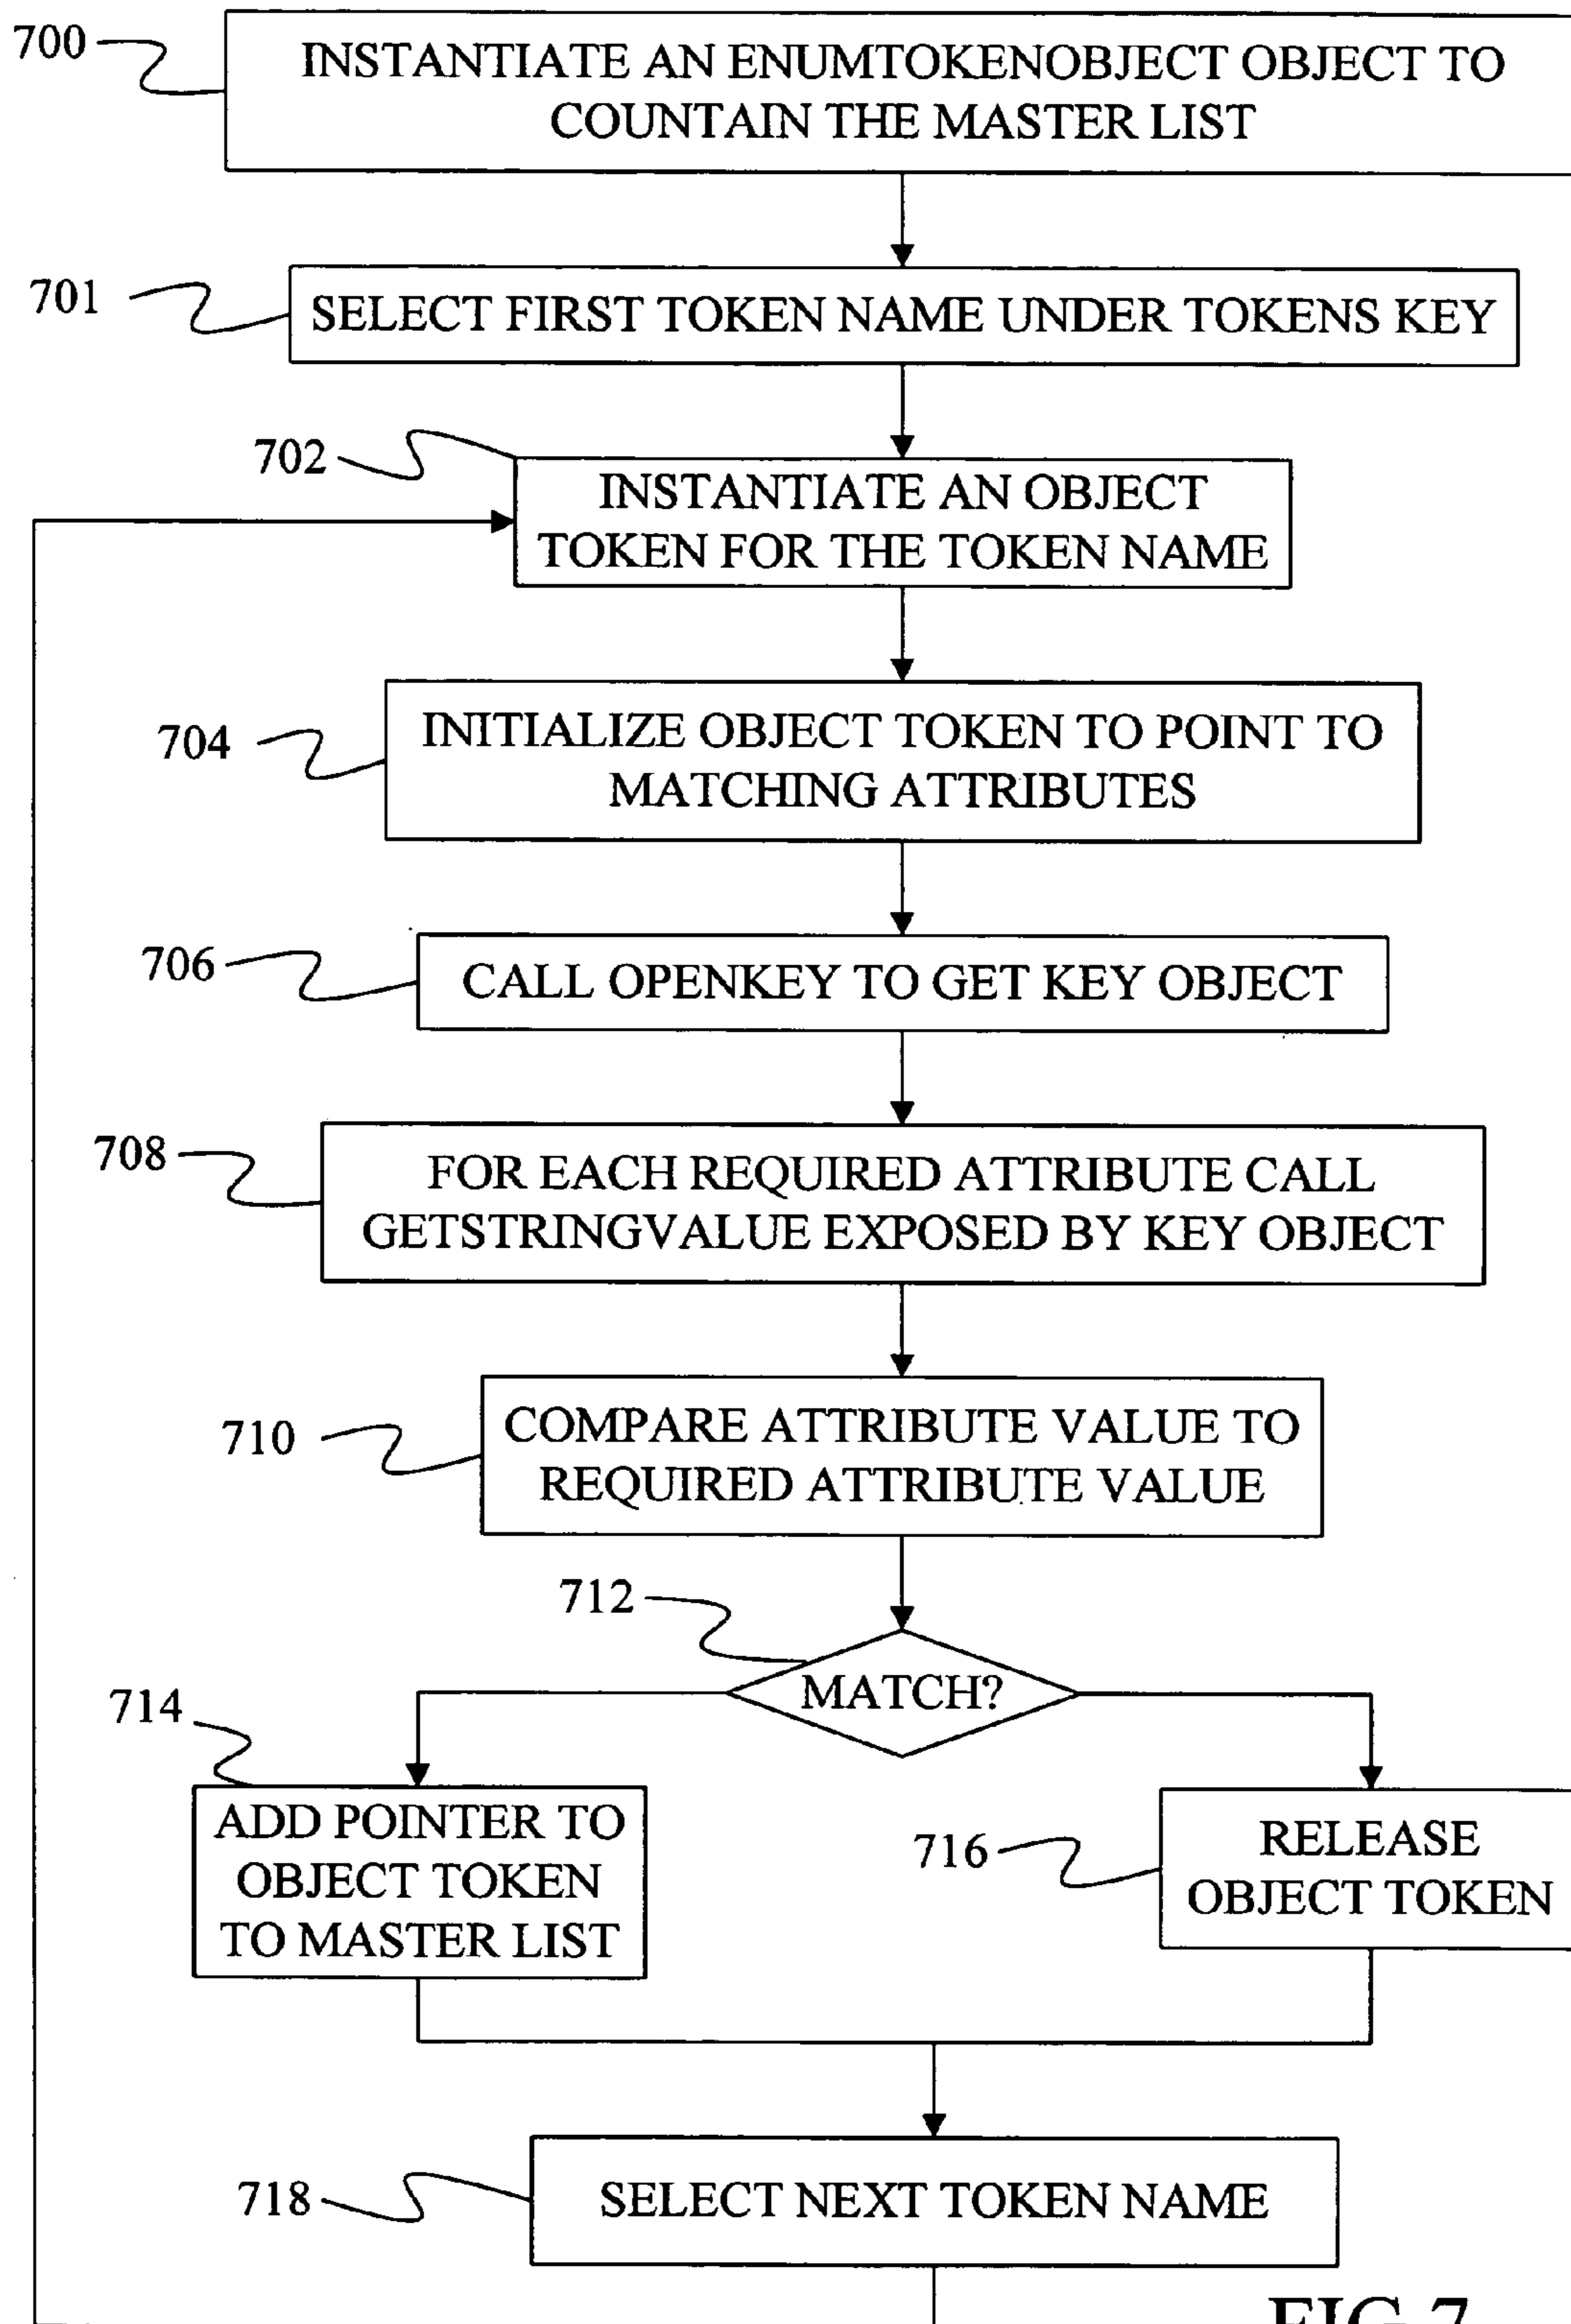 700
INSTANTIATE AN ENUMTOKENOBJECT OBJECT TO
COUNTAIN THE MASTER LIST
701
SELECT FIRST TOKEN NAME UNDER TOKENS KEY
702
INSTANTIATE AN OBJECT
TOKEN FOR THE TOKEN NAME
704
INITIALIZE OBJECT TOKEN TO POINT TO
MATCHING ATTRIBUTES
706
CALL OPENKEY TO GET KEY OBJECT
708
FOR EACH REQUIRED ATTRIBUTE CALL
GETSTRINGVALUE EXPOSED BY KEY OBJECT
710
COMPARE ATTRIBUTE VALUE TO
REQUIRED ATTRIBUTE VALUE
712
MATCH?
714
ADD POINTER TO
OBJECT TOKEN
TO MASTER LIST
716
RELEASE
OBJECT TOKEN
718
SELECT NEXT TOKEN NAME
FIG 7